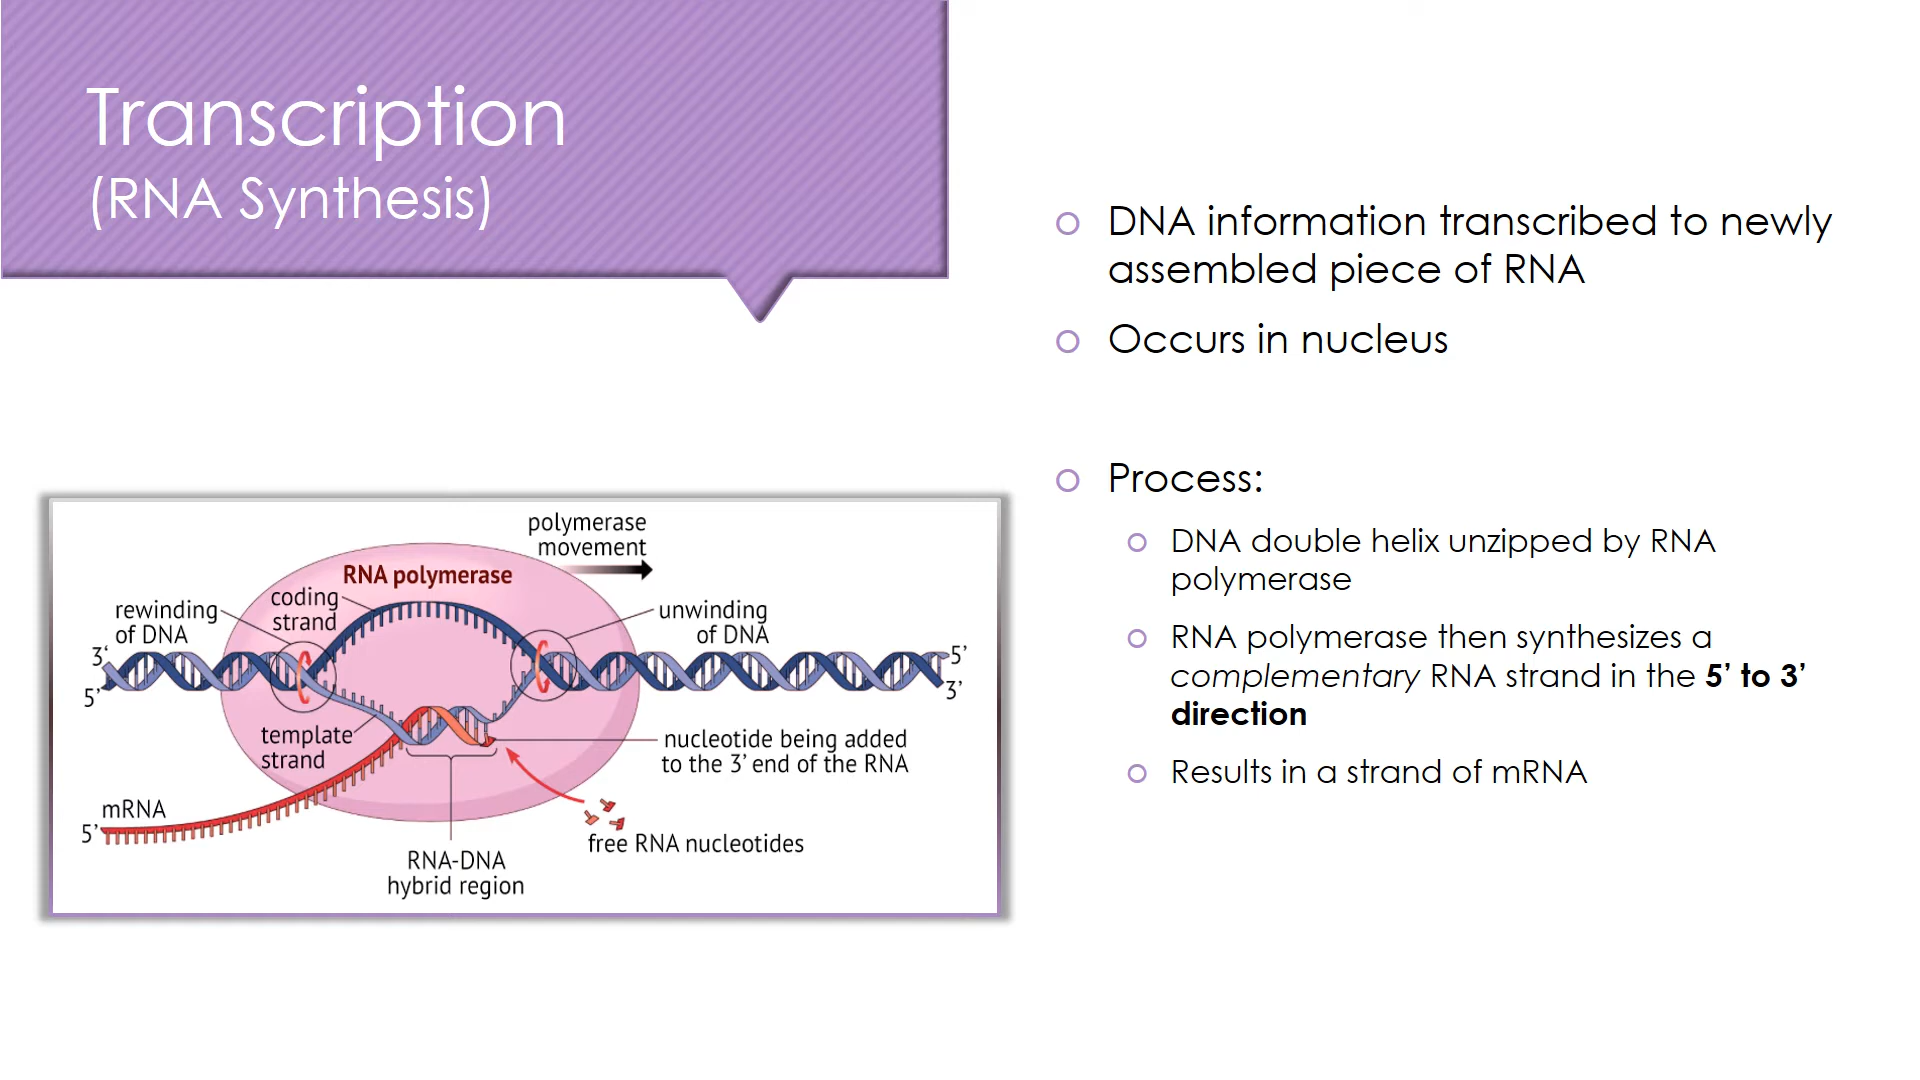 Transcription
(RNA Synthesis)
DNA information transcribed to newly
assembled piece of RNA
Occurs in nucleus
Process:
DNA double helix unzipped by RNA
polymerase
RNA polymerase then synthesizes a
complementary RNA strand in the 5’ to 3’
direction
Results in a strand of mRNA
polymerase
movement
RNA polymerase
coding
strand
rewinding
of DNA
unwinding
of DNA
3‘
5’
5’
3’
template
strand
nucleotide being added
to the 3’ end of the RNA
mRNA
5’
free RNA nucleotides
RNA-DNA
hybrid region